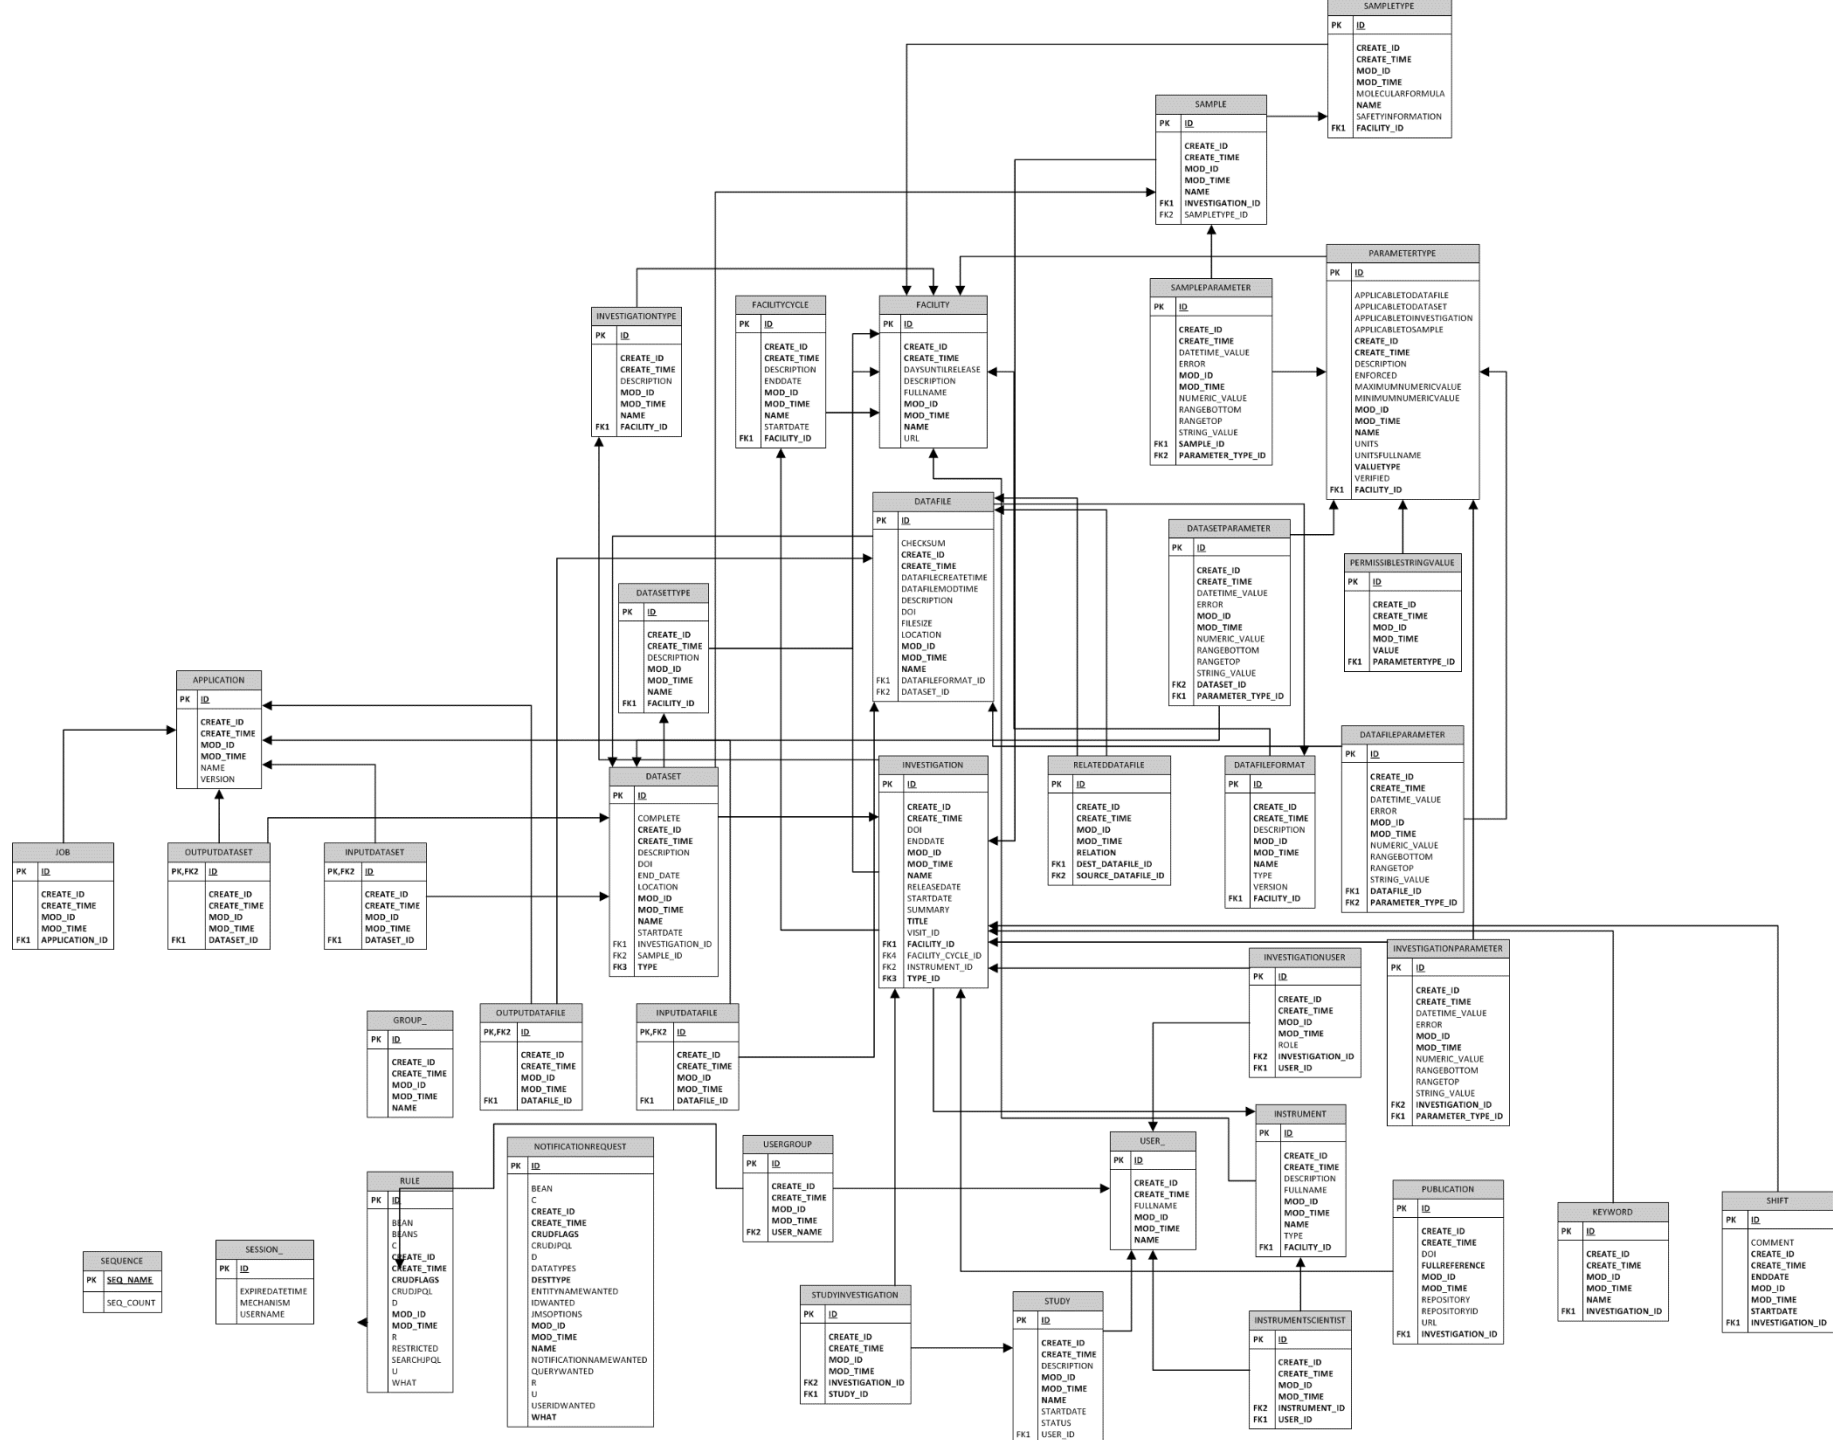 SAMPLETYPE
PK ID
CREATE_ID
CREATE_TIME
MOD_ID
MOD_TIME
MOLECULARFORMULA
NAME
SAFETYINFORMATION
FK1 FACILITY_ID
SAMPLE
PK ID
CREATE_ID
CREATE_TIME
MOD_ID
MOD_TIME
NAME
FK1 INVESTIGATION_ID
FK2 SAMPLETYPE_ID
PARAMETERTYPE
PK ID
APPLICABLETODATAFILE
APPLICABLETODATASET
APPLICABLETOINVESTIGATION
APPLICABLETOSAMPLE
CREATE_ID
CREATE_TIME
DESCRIPTION
ENFORCED
MAXIMUMNUMERICVALUE
MINIMUMNUMERICVALUE
MOD_ID
MOD_TIME
NAME
UNITS
UNITSFULLNAME
VALUETYPE
VERIFIED
FK1 FACILITY_ID
SAMPLEPARAMETER
PK ID
CREATE_ID
CREATE_TIME
DATETIME_VALUE
ERROR
MOD_ID
MOD_TIME
NUMERIC_VALUE
RANGEBOTTOM
RANGETOP
STRING_VALUE
FK1 SAMPLE_ID
FK2 PARAMETER_TYPE_ID
INVESTIGATIONTYPE
PK ID
CREATE_ID
CREATE_TIME
DESCRIPTION
MOD_ID
MOD_TIME
NAME
FK1 FACILITY_ID
FACILITYCYCLE
PK ID
CREATE_ID
CREATE_TIME
DESCRIPTION
ENDDATE
MOD_ID
MOD_TIME
NAME
STARTDATE
FK1 FACILITY_ID
FACILITY
PK ID
CREATE_ID
CREATE_TIME
DAYSUNTILRELEASE
DESCRIPTION
FULLNAME
MOD_ID
MOD_TIME
NAME
URL
DATAFILE
PK ID
CHECKSUM
CREATE_ID
CREATE_TIME
DATAFILECREATETIME
DATAFILEMODTIME
DESCRIPTION
DOI
FILESIZE
LOCATION
MOD_ID
MOD_TIME
NAME
FK1 DATAFILEFORMAT_ID
FK2 DATASET_ID
DATASETPARAMETER
PK ID
CREATE_ID
CREATE_TIME
DATETIME_VALUE
ERROR
MOD_ID
MOD_TIME
NUMERIC_VALUE
RANGEBOTTOM
RANGETOP
STRING_VALUE
FK2 DATASET_ID
FK1 PARAMETER_TYPE_ID
PERMISSIBLESTRINGVALUE
PK ID
CREATE_ID
CREATE_TIME
MOD_ID
MOD_TIME
VALUE
FK1 PARAMETERTYPE_ID
DATASETTYPE
PK ID
CREATE_ID
CREATE_TIME
DESCRIPTION
MOD_ID
MOD_TIME
NAME
FK1 FACILITY_ID
APPLICATION
PK ID
CREATE_ID
CREATE_TIME
MOD_ID
MOD_TIME
NAME
VERSION
DATASET
PK ID
COMPLETE
CREATE_ID
CREATE_TIME
DESCRIPTION
DOI
END_DATE
LOCATION
MOD_ID
MOD_TIME
NAME
STARTDATE
FK1 INVESTIGATION_ID
FK2 SAMPLE_ID
FK3 TYPE
INVESTIGATION
PK ID
CREATE_ID
CREATE_TIME
DOI
ENDDATE
MOD_ID
MOD_TIME
NAME
RELEASEDATE
STARTDATE
SUMMARY
TITLE
VISIT_ID
FK1 FACILITY_ID
FK4 FACILITY_CYCLE_ID
FK2 INSTRUMENT_ID
FK3 TYPE_ID
RELATEDDATAFILE
PK ID
CREATE_ID
CREATE_TIME
MOD_ID
MOD_TIME
RELATION
FK1 DEST_DATAFILE_ID
FK2 SOURCE_DATAFILE_ID
DATAFILEFORMAT
PK ID
CREATE_ID
CREATE_TIME
DESCRIPTION
MOD_ID
MOD_TIME
NAME
TYPE
VERSION
FK1 FACILITY_ID
DATAFILEPARAMETER
PK ID
CREATE_ID
CREATE_TIME
DATETIME_VALUE
ERROR
MOD_ID
MOD_TIME
NUMERIC_VALUE
RANGEBOTTOM
RANGETOP
STRING_VALUE
FK1 DATAFILE_ID
FK2 PARAMETER_TYPE_ID
JOB
PK ID
CREATE_ID
CREATE_TIME
MOD_ID
MOD_TIME
FK1 APPLICATION_ID
OUTPUTDATASET
PK,FK2 ID
CREATE_ID
CREATE_TIME
MOD_ID
MOD_TIME
FK1 DATASET_ID
INPUTDATASET
PK,FK2 ID
CREATE_ID
CREATE_TIME
MOD_ID
MOD_TIME
FK1 DATASET_ID
INVESTIGATIONUSER
PK ID
CREATE_ID
CREATE_TIME
MOD_ID
MOD_TIME
ROLE
FK2 INVESTIGATION_ID
FK1 USER_ID
INVESTIGATIONPARAMETER
PK ID
CREATE_ID
CREATE_TIME
DATETIME_VALUE
ERROR
MOD_ID
MOD_TIME
NUMERIC_VALUE
RANGEBOTTOM
RANGETOP
STRING_VALUE
FK2 INVESTIGATION_ID
FK1 PARAMETER_TYPE_ID
GROUP_
PK ID
CREATE_ID
CREATE_TIME
MOD_ID
MOD_TIME
NAME
OUTPUTDATAFILE
PK,FK2 ID
CREATE_ID
CREATE_TIME
MOD_ID
MOD_TIME
FK1 DATAFILE_ID
INPUTDATAFILE
PK,FK2 ID
CREATE_ID
CREATE_TIME
MOD_ID
MOD_TIME
FK1 DATAFILE_ID
INSTRUMENT
PK ID
CREATE_ID
CREATE_TIME
DESCRIPTION
FULLNAME
MOD_ID
MOD_TIME
NAME
TYPE
FK1 FACILITY_ID
USER_
PK ID
CREATE_ID
CREATE_TIME
FULLNAME
MOD_ID
MOD_TIME
NAME
USERGROUP
PK ID
CREATE_ID
CREATE_TIME
MOD_ID
MOD_TIME
FK2 USER_NAME
NOTIFICATIONREQUEST
PK ID
BEAN
C
CREATE_ID
CREATE_TIME
CRUDFLAGS
CRUDJPQL
D
DATATYPES
DESTTYPE
ENTITYNAMEWANTED
IDWANTED
JMSOPTIONS
MOD_ID
MOD_TIME
NAME
NOTIFICATIONNAMEWANTED
QUERYWANTED
R
U
USERIDWANTED
WHAT
RULE
PK ID
BEAN
BEANS
C
CREATE_ID
CREATE_TIME
CRUDFLAGS
CRUDJPQL
D
MOD_ID
MOD_TIME
R
RESTRICTED
SEARCHJPQL
U
WHAT
PUBLICATION
PK ID
CREATE_ID
CREATE_TIME
DOI
FULLREFERENCE
MOD_ID
MOD_TIME
REPOSITORY
REPOSITORYID
URL
FK1 INVESTIGATION_ID
KEYWORD
PK ID
CREATE_ID
CREATE_TIME
MOD_ID
MOD_TIME
NAME
FK1 INVESTIGATION_ID
SHIFT
PK ID
COMMENT
CREATE_ID
CREATE_TIME
ENDDATE
MOD_ID
MOD_TIME
STARTDATE
FK1 INVESTIGATION_ID
SEQUENCE
PK SEQ_NAME
SEQ_COUNT
SESSION_
PK ID
EXPIREDATETIME
MECHANISM
USERNAME
STUDYINVESTIGATION
PK ID
CREATE_ID
CREATE_TIME
MOD_ID
MOD_TIME
FK2 INVESTIGATION_ID
FK1 STUDY_ID
STUDY
PK ID
CREATE_ID
CREATE_TIME
DESCRIPTION
MOD_ID
MOD_TIME
NAME
STARTDATE
STATUS
FK1 USER_ID
INSTRUMENTSCIENTIST
PK ID
CREATE_ID
CREATE_TIME
MOD_ID
MOD_TIME
FK2 INSTRUMENT_ID
FK1 USER_ID